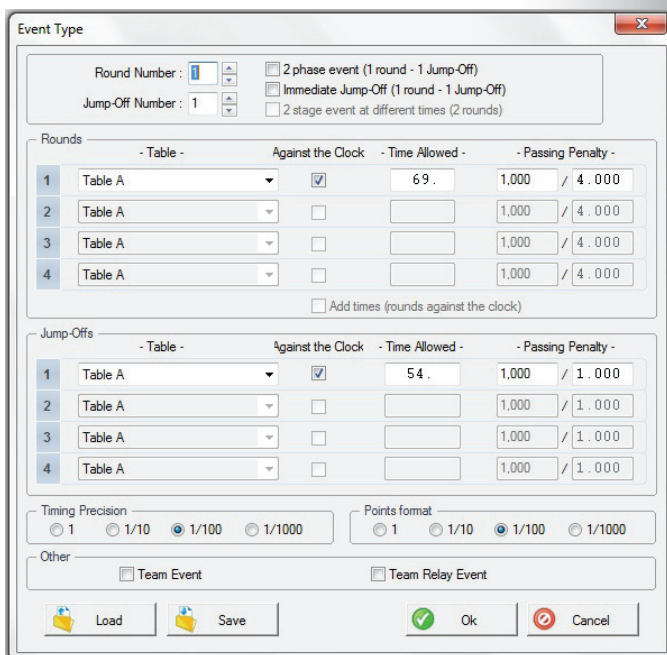 Event Type
Round Number : 1
2 phase event (1 round - 1 Jump-Off)
Immediate Jump-Off (1 round - 1 Jump-Off)
Jump-Off Number : 1
2 stage event at different times (2 rounds)
Rounds
- Table - Against the Clock - Time Allowed - - Passing Penalty -
1 Table A 69. 1,000 / 4.000
2 Table A 1,000 / 4.000
3 Table A 1,000 / 4.000
4 Table A 1,000 / 4.000
Add times (rounds against the clock)
Jump-Offs
- Table - Against the Clock - Time Allowed - - Passing Penalty -
1 Table A 54. 1,000 / 1.000
2 Table A 1,000 / 1.000
3 Table A 1,000 / 1.000
4 Table A 1,000 / 1.000
Timing Precision Points format
1 1/10 1/100 1/1000 1 1/10 1/100 1/1000
Other
Team Event Team Relay Event
Load Save Ok Cancel